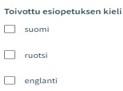 Toivottu esiopetuksen kieli
suomi
ruotsi
englanti